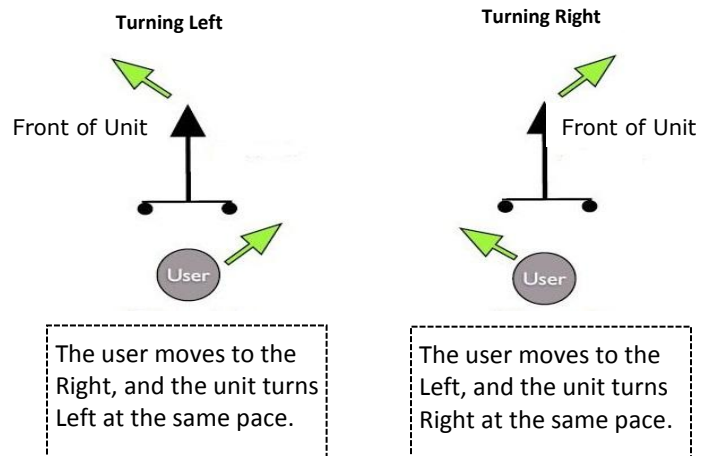 Turning Left
Turning Right
Front of Unit
Front of Unit
User
User
The user moves to the
Right, and the unit turns
Left at the same pace.
The user moves to the
Left, and the unit turns
Right at the same pace.